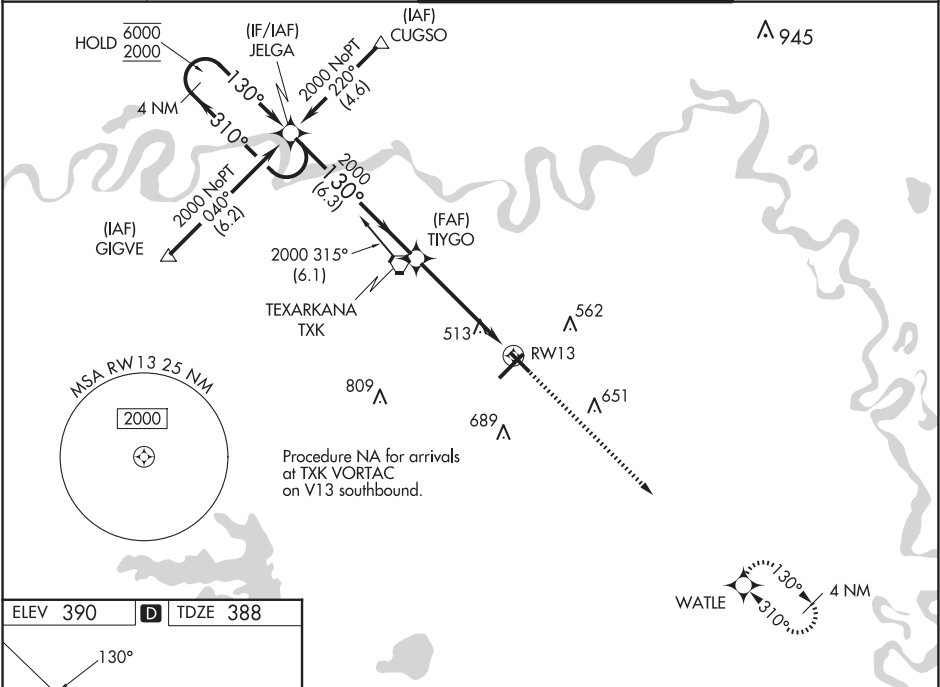 HOLD 6000
2000
4 NM
130°
310°
(IF/IAF)
JELGA
(IAF)
CUGSO
2000 NoPT
220°
(4.6)
945
2000 NoPT
040°
(6.2)
(IAF)
GIGVE
2000
130°
(6.3)
(FAF)
TIYGO
2000 315°
(6.1)
TEXARKANA
TXK
513
562
RW13
809
689
651
MSA RW13 25 NM
2000
Procedure NA for arrivals
at TXK VORTAC
on V13 southbound.
WATLE
130°
310°
4 NM
ELEV 390 D TDZE 388
130°